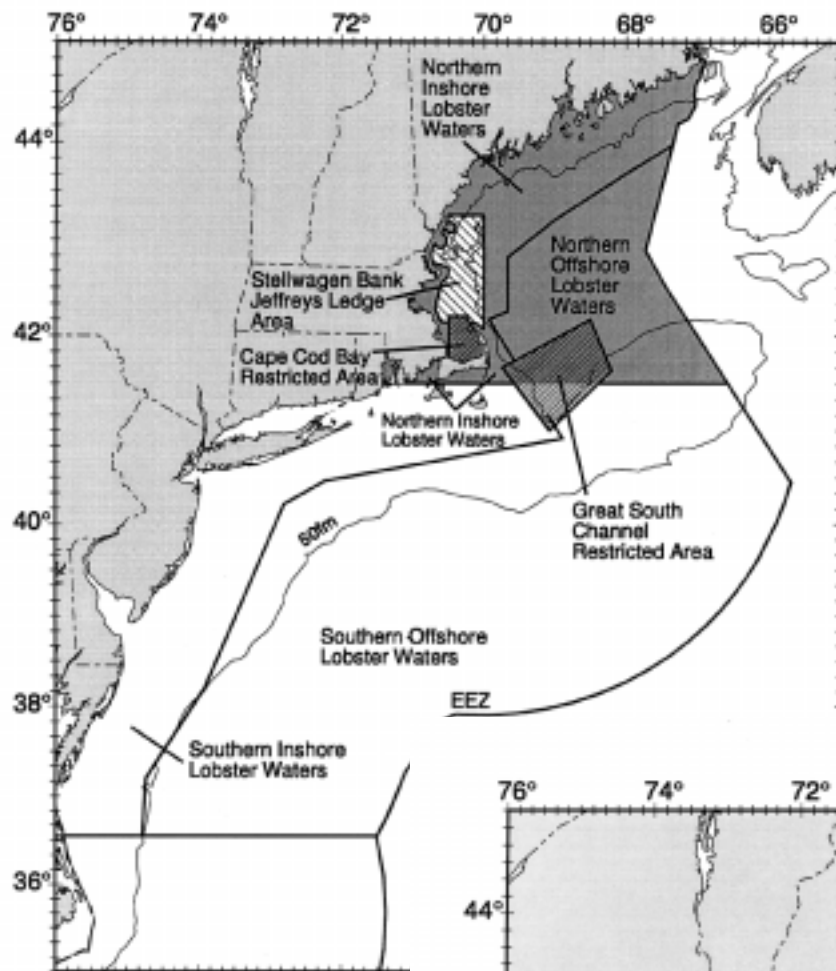 76° 74° 72° 70° 68° 66°
Northern
Inshore
Lobster
Waters
44°
Northern
Offshore
Lobster
Waters
Stellwagen Bank
Jeffreys Ledge
Area
42°
Cape Cod Bay
Restricted Area
Northern Inshore
Lobster Waters
40°
Great South
Channel
Restricted Area
60fm
Southern Offshore
Lobster Waters
38°
EEZ
Southern Inshore
Lobster Waters
36°
76° 74° 72°
44°